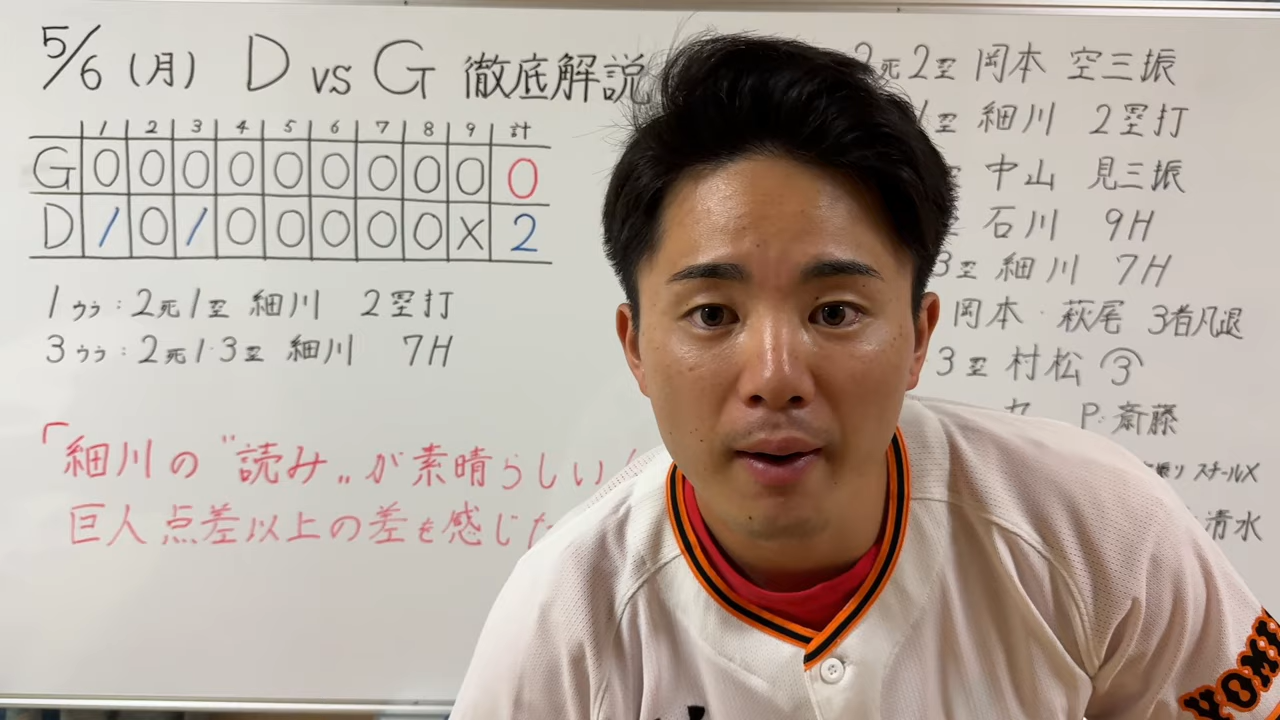 5/6 (月) D vs G 徹底解説
1 2 3 4 5 6 7 8 9 計
G 0 0 0 0 0 0 0 0 0 0
D 1 0 1 0 0 0 0 0 X 2
1ウラ:2死1塁 細川 2塁打
3ウラ:2死1・3塁 細川 7H
「細川の"読み"が素晴らしい!
巨人点差以上の差を感じた
2死2塁 岡本 空三振
1塁 細川 2塁打
中山 見三振
石川 9H
3塁 細川 7H
岡本・萩尾 3者凡退
3塁 村松 ③
P:斎藤
スチールX
清水
YOMI